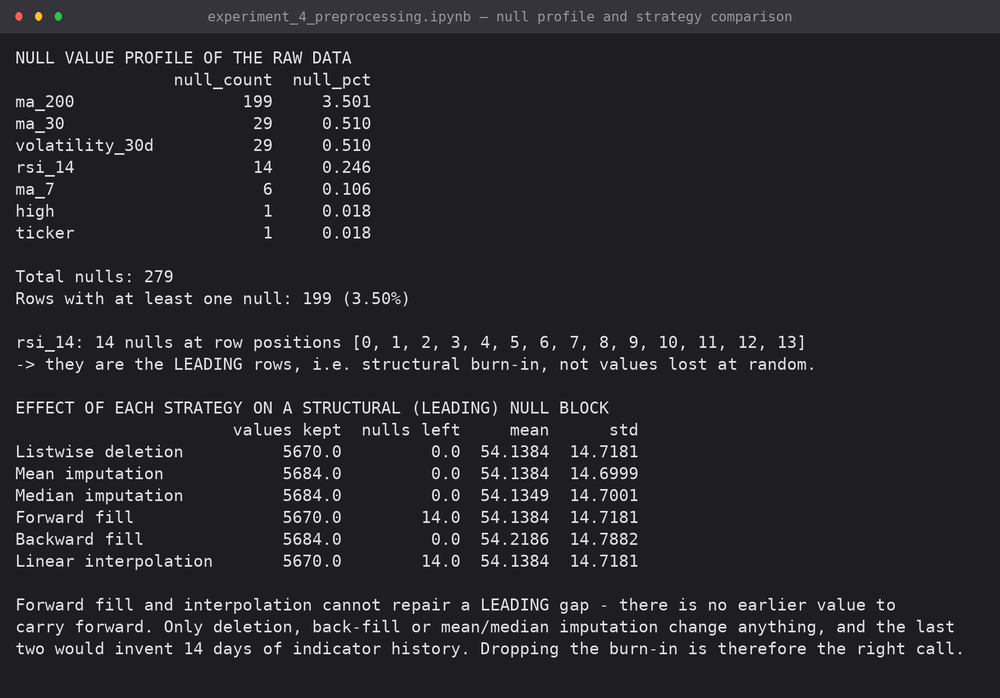 experiment_4_preprocessing.ipynb — null profile and strategy comparison
NULL VALUE PROFILE OF THE RAW DATA
null_count null_pct
ma_200 199 3.501
ma_30 29 0.510
volatility_30d 29 0.510
rsi_14 14 0.246
ma_7 6 0.106
high 1 0.018
ticker 1 0.018
Total nulls: 279
Rows with at least one null: 199 (3.50%)
rsi_14: 14 nulls at row positions [0, 1, 2, 3, 4, 5, 6, 7, 8, 9, 10, 11, 12, 13]
-> they are the LEADING rows, i.e. structural burn-in, not values lost at random.
EFFECT OF EACH STRATEGY ON A STRUCTURAL (LEADING) NULL BLOCK
values kept nulls left mean std
Listwise deletion 5670.0 0.0 54.1384 14.7181
Mean imputation 5684.0 0.0 54.1384 14.6999
Median imputation 5684.0 0.0 54.1349 14.7001
Forward fill 5670.0 14.0 54.1384 14.7181
Backward fill 5684.0 0.0 54.2186 14.7882
Linear interpolation 5670.0 14.0 54.1384 14.7181
Forward fill and interpolation cannot repair a LEADING gap - there is no earlier value to
carry forward. Only deletion, back-fill or mean/median imputation change anything, and the last
two would invent 14 days of indicator history. Dropping the burn-in is therefore the right call.